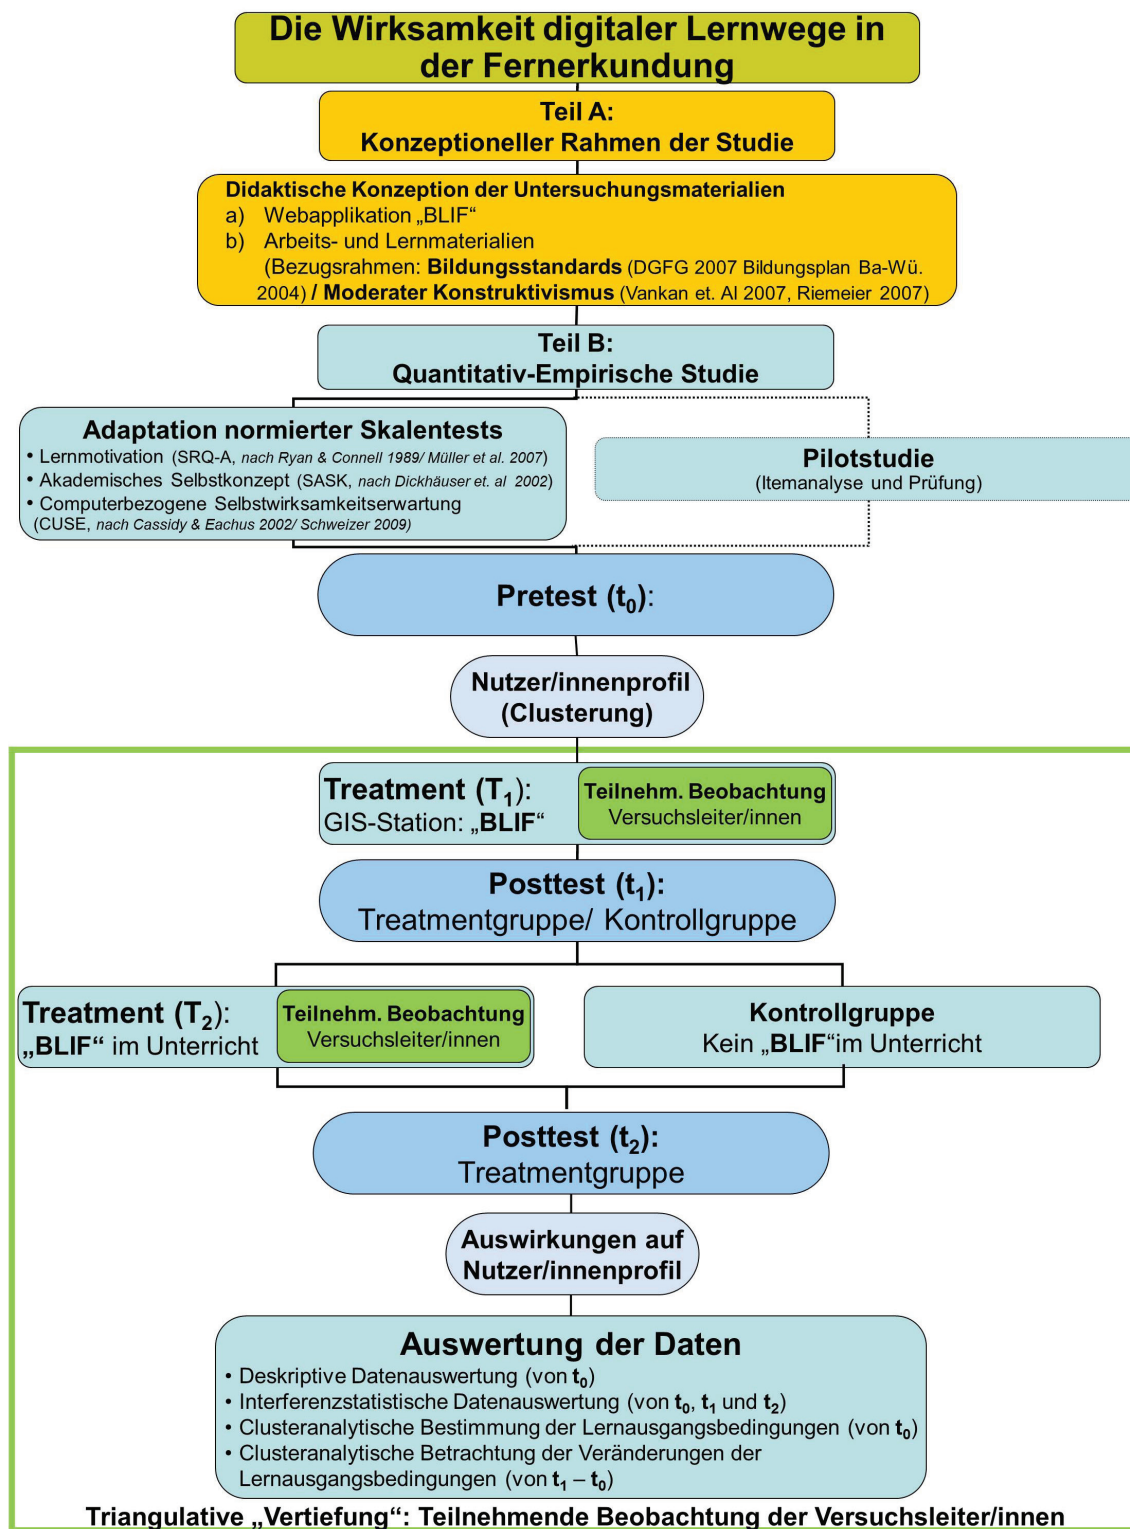 Die Wirksamkeit digitaler Lernwege in
der Fernerkundung
Teil A:
Konzeptioneller Rahmen der Studie
Didaktische Konzeption der Untersuchungsmaterialien
a) Webapplikation „BLIF“
b) Arbeits- und Lernmaterialien
(Bezugsrahmen: Bildungsstandards (DGFG 2007 Bildungsplan Ba-Wü.
2004) / Moderater Konstruktivismus (Vankan et. Al 2007, Riemeier 2007)
Teil B:
Quantitativ-Empirische Studie
Adaptation normierter Skalentests
• Lernmotivation (SRQ-A, nach Ryan & Connell 1989/ Müller et al. 2007)
• Akademisches Selbstkonzept (SASK, nach Dickhäuser et. al 2002)
• Computerbezogene Selbstwirksamkeitserwartung
(CUSE, nach Cassidy & Eachus 2002/ Schweizer 2009)
Pilotstudie
(Itemanalyse und Prüfung)
Pretest (t0):
Nutzer/innenprofil
(Clusterung)
Treatment (T1):
GIS-Station: „BLIF“
Teilnehm. Beobachtung
Versuchsleiter/innen
Posttest (t1):
Treatmentgruppe/ Kontrollgruppe
Treatment (T2):
„BLIF“ im Unterricht
Teilnehm. Beobachtung
Versuchsleiter/innen
Kontrollgruppe
Kein „BLIF“im Unterricht
Posttest (t2):
Treatmentgruppe
Auswirkungen auf
Nutzer/innenprofil
Auswertung der Daten
• Deskriptive Datenauswertung (von t0)
• Interferenzstatistische Datenauswertung (von t0, t1 und t2)
• Clusteranalytische Bestimmung der Lernausgangsbedingungen (von t0)
• Clusteranalytische Betrachtung der Veränderungen der
Lernausgangsbedingungen (von t1 – t0)
Triangulative „Vertiefung“: Teilnehmende Beobachtung der Versuchsleiter/innen